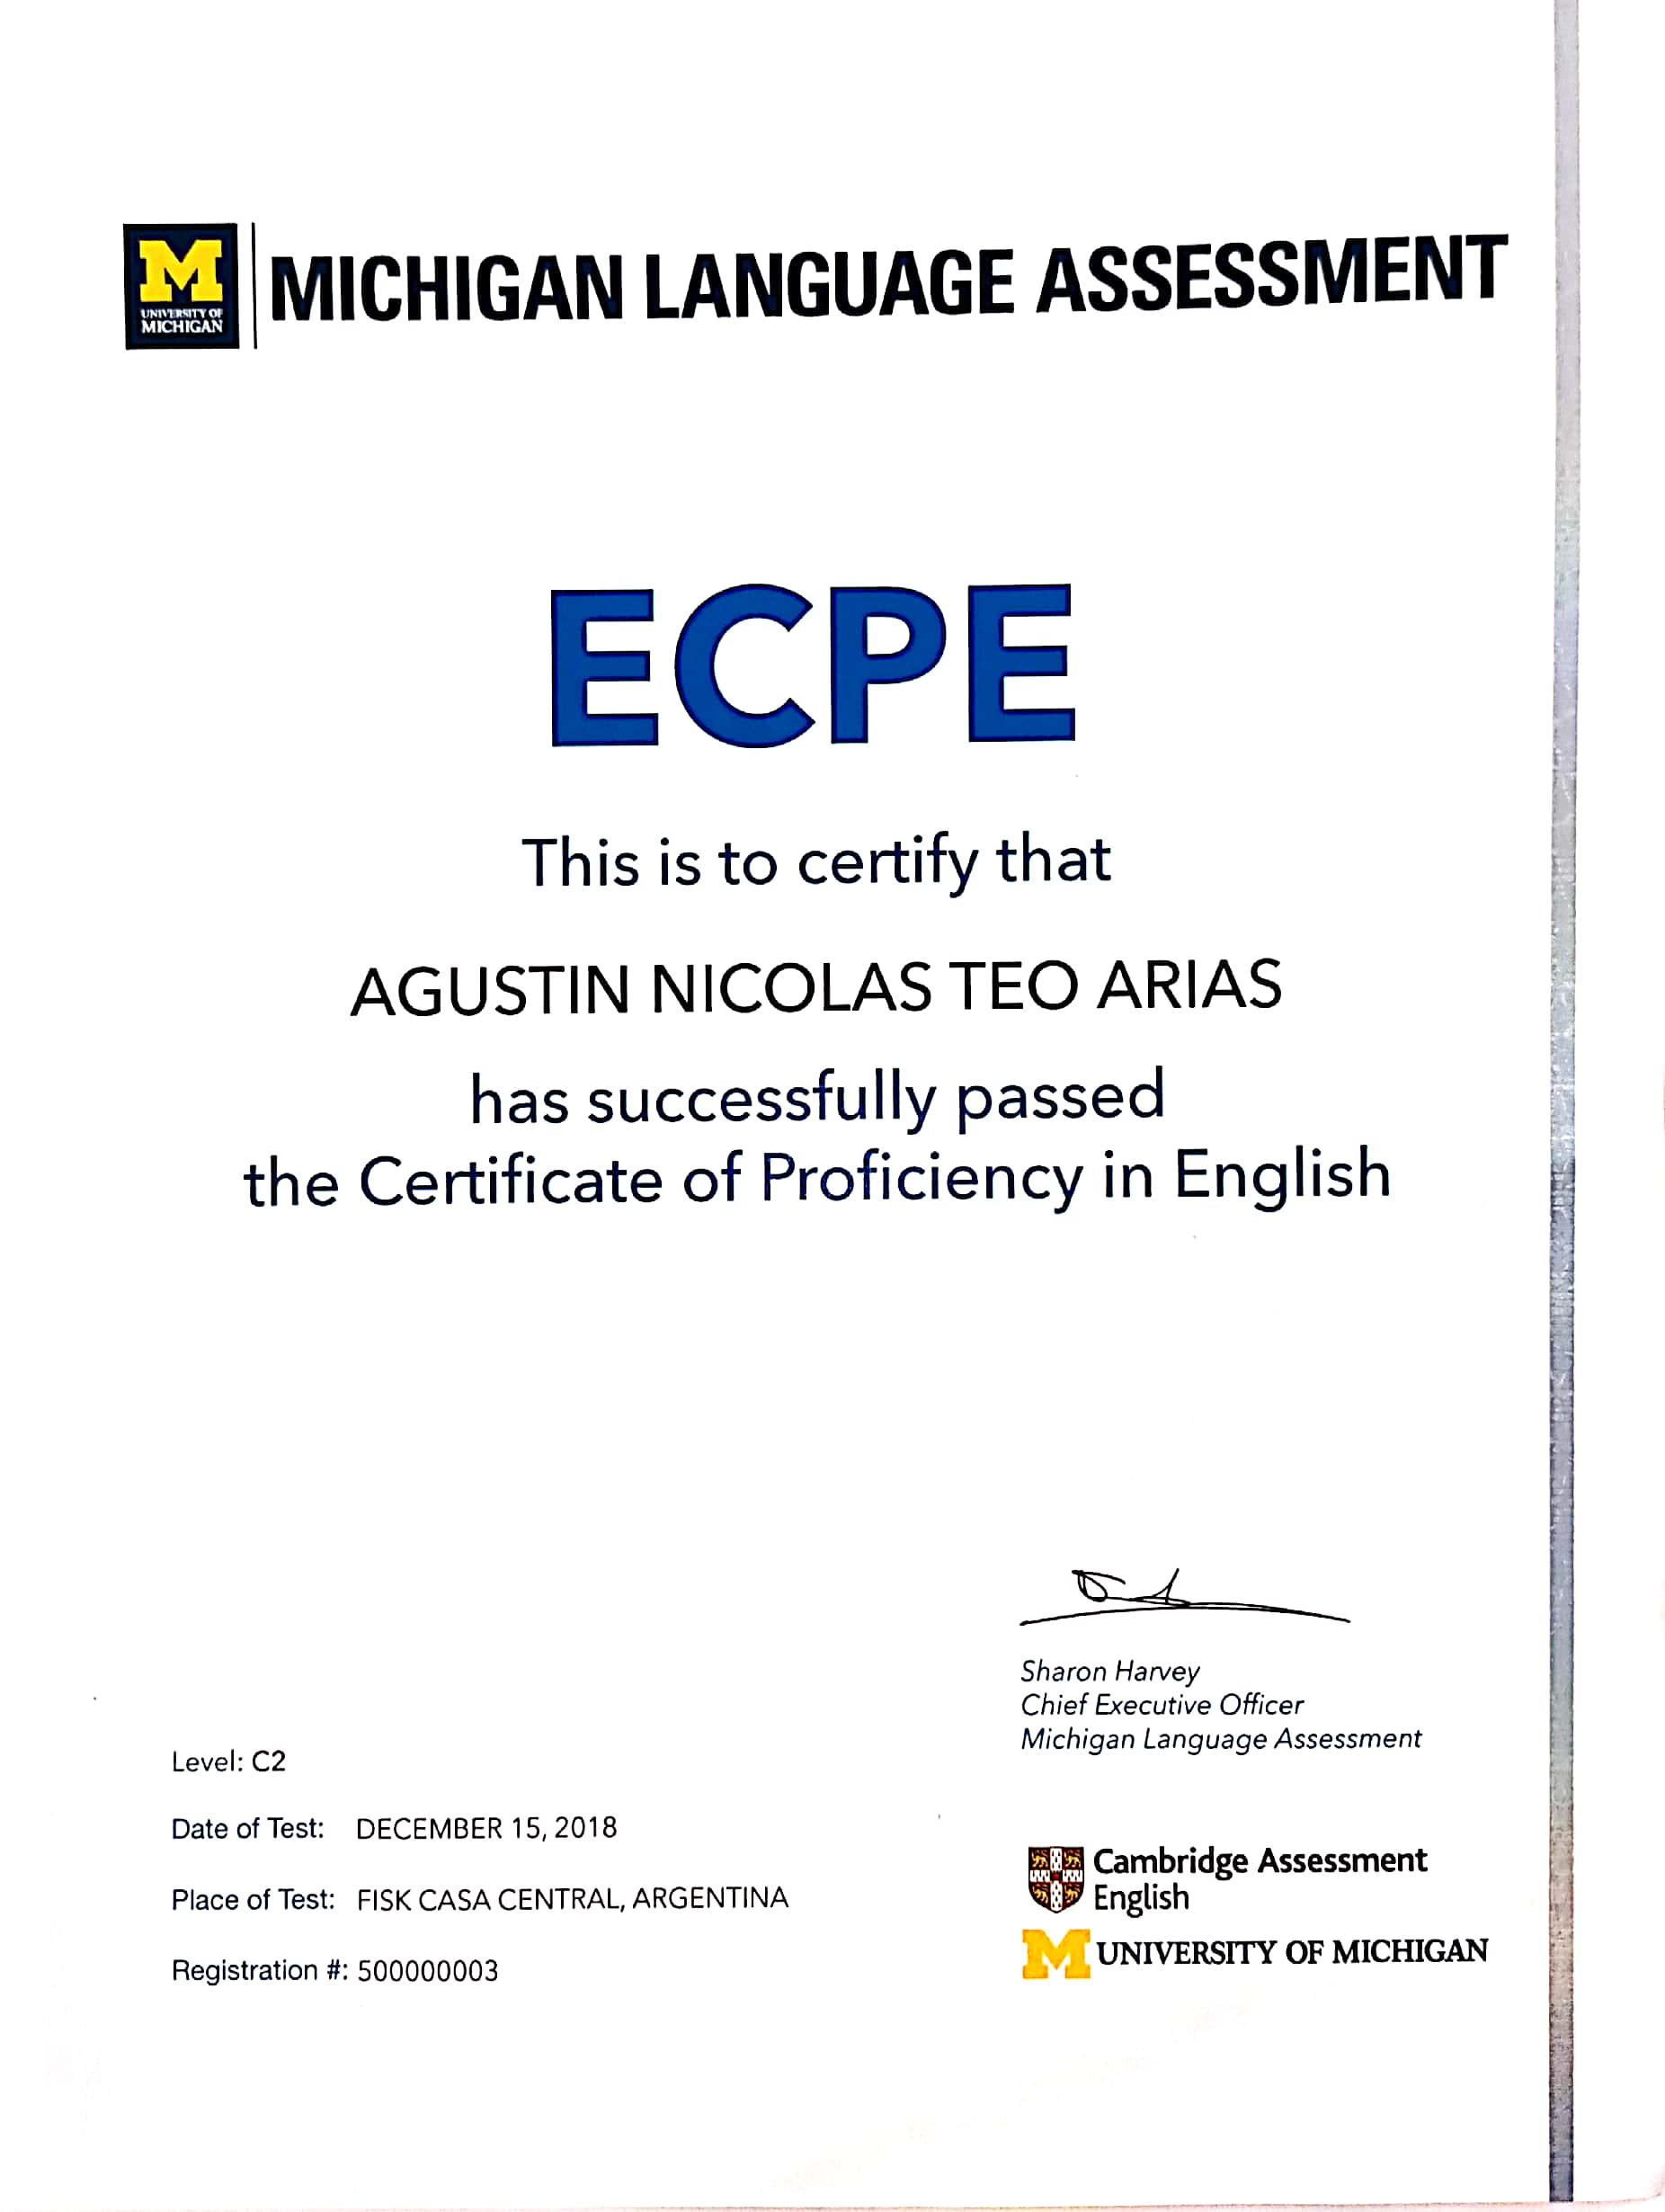 M
UNIVERSITY OF
MICHIGAN
MICHIGAN LANGUAGE ASSESSMENT
ECPE
This is to certify that
AGUSTIN NICOLAS TEO ARIAS
has successfully passed
the Certificate of Proficiency in English
Sharon Harvey
Chief Executive Officer
Michigan Language Assessment
Level: C2
Date of Test: DECEMBER 15, 2018
Place of Test: FISK CASA CENTRAL, ARGENTINA
Registration #: 500000003
Cambridge Assessment
English
M UNIVERSITY OF MICHIGAN